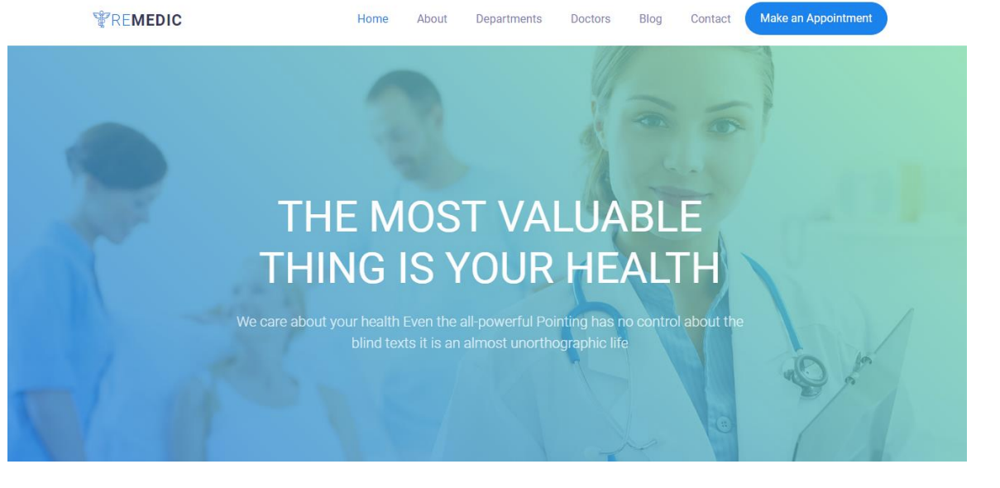 REMEDIC
Home About Departments Doctors Blog Contact Make an Appointment
THE MOST VALUABLE
THING IS YOUR HEALTH
We care about your health Even the all-powerful Pointing has no control about the
blind texts it is an almost unorthographic life